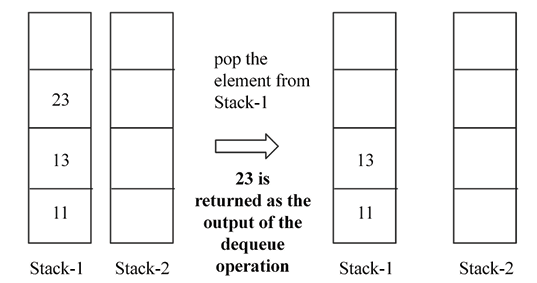 pop the
element from
Stack-1
23
13
11
23 is
returned as the
output of the
dequeue
operation
13
11
Stack-1
Stack-2
Stack-1
Stack-2